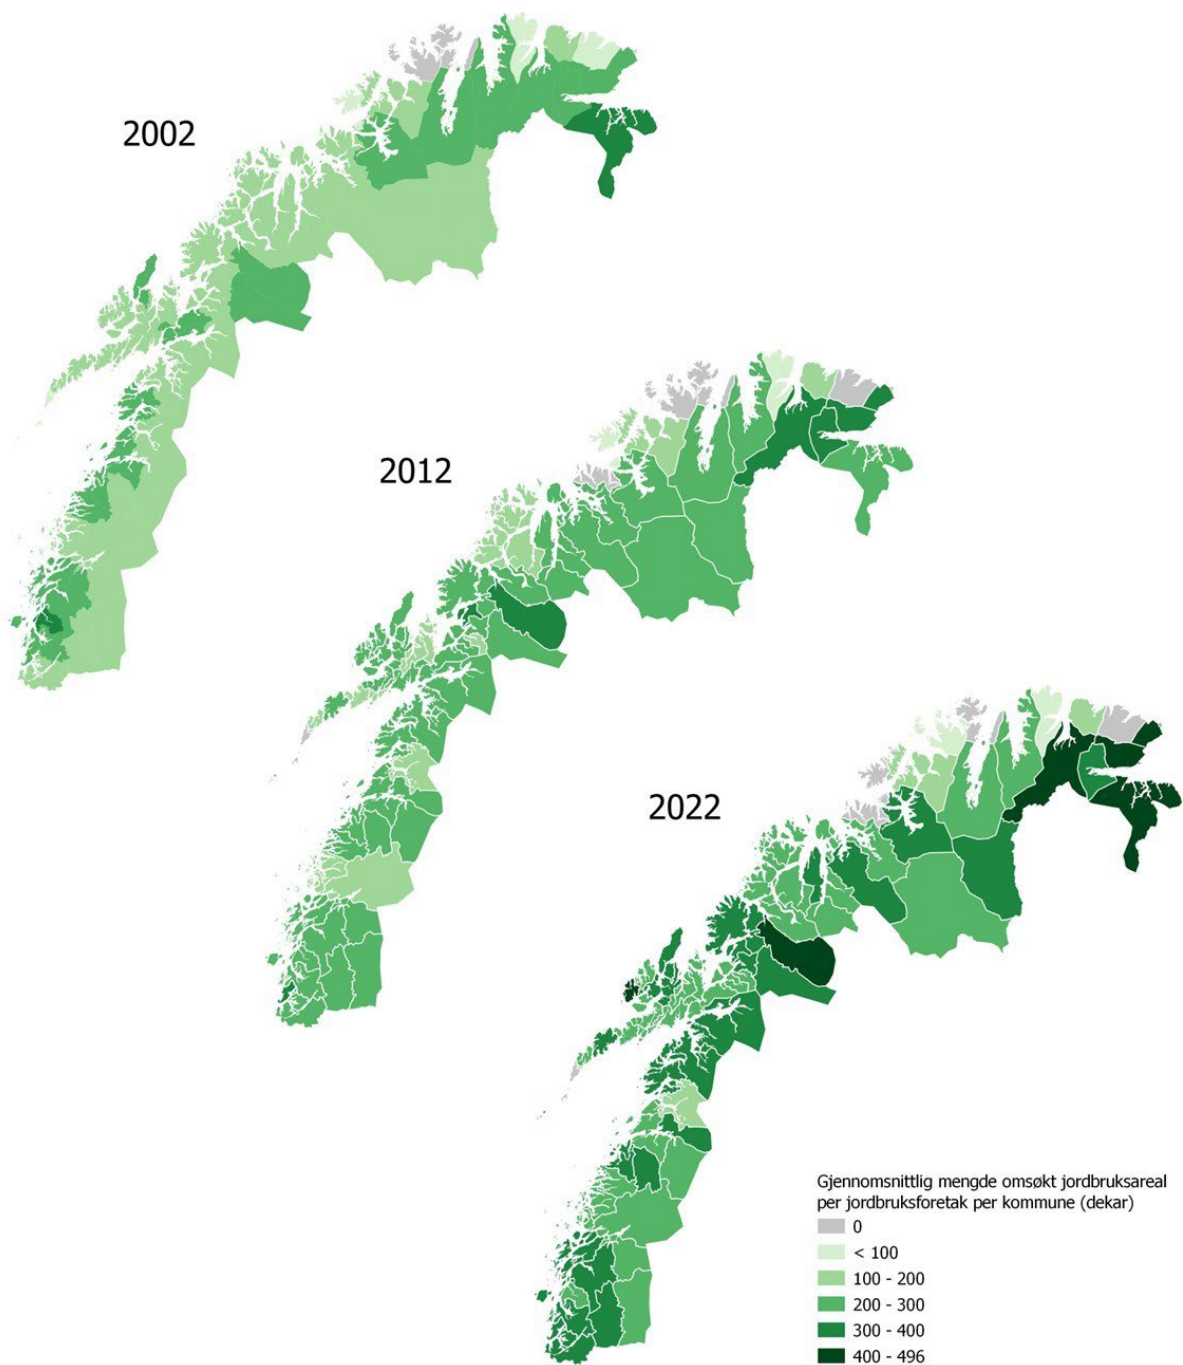 2002
2012
2022
Gjennomsnittlig mengde omsøkt jordbruksareal
per jordbruksforetak per kommune (dekar)
0
< 100
100 - 200
200 - 300
300 - 400
400 - 496